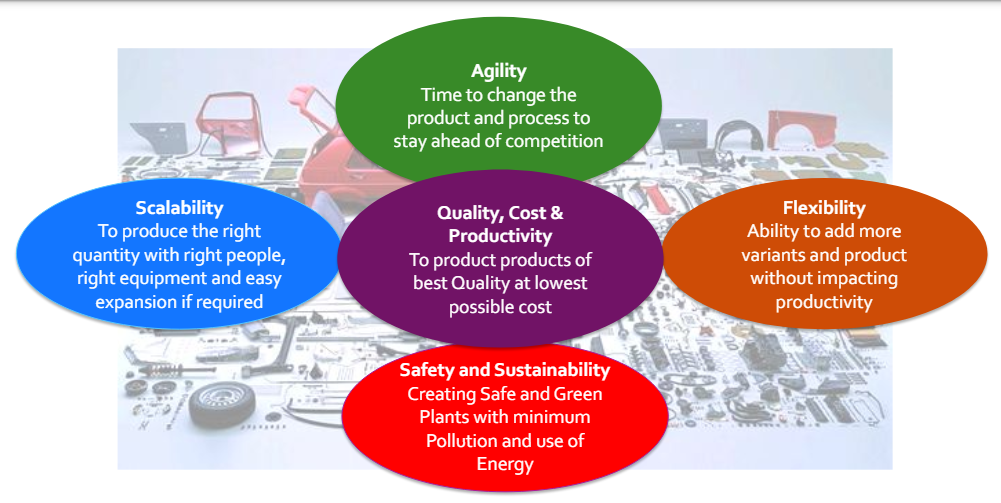 Agility
Time to change the
product and process to
stay ahead of competition
Scalability
To produce the right
quantity with right people,
right equipment and easy
expansion if required
Quality, Cost &
Productivity
To product products of
best Quality at lowest
possible cost
Flexibility
Ability to add more
variants and product
without impacting
productivity
Safety and Sustainability
Creating Safe and Green
Plants with minimum
Pollution and use of
Energy